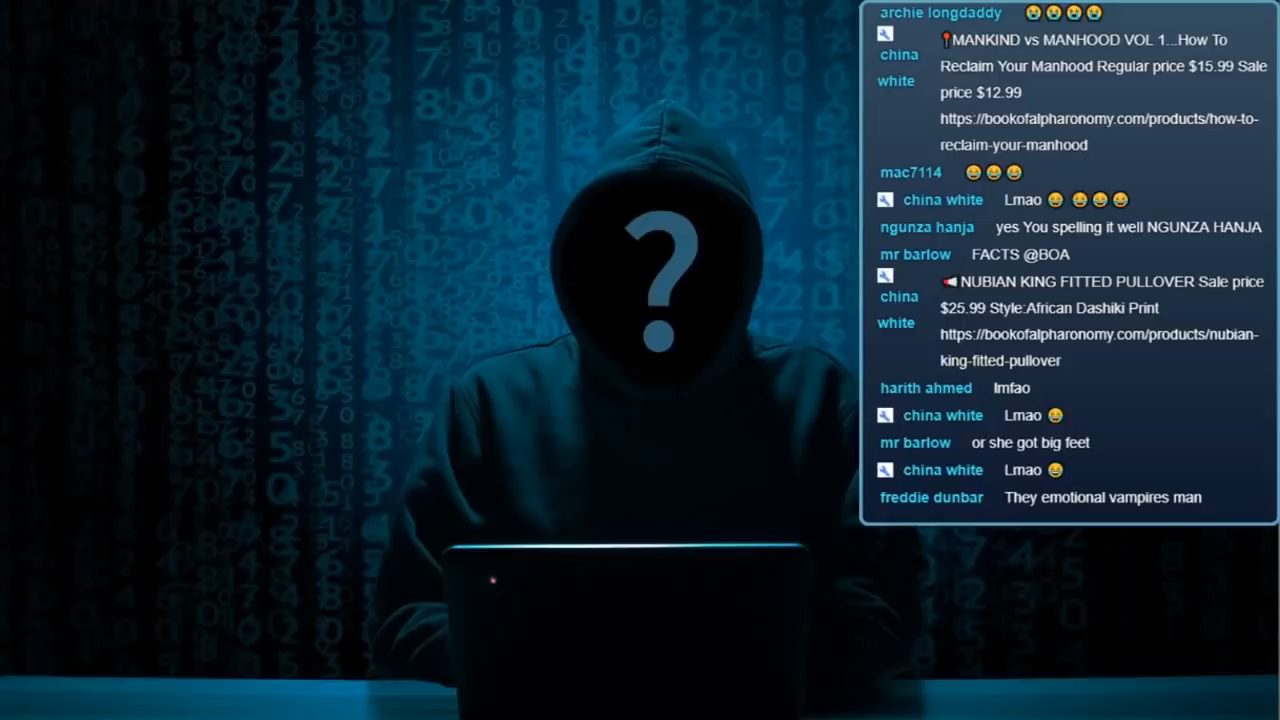 archie longdaddy 😭😭😭😭
📍MANKIND vs MANHOOD VOL 1...How To
china
Reclaim Your Manhood Regular price $15.99 Sale
white
price $12.99
https://bookofalpharonomy.com/products/how-to-
reclaim-your-manhood
mac7114 😂😂😂
china white Lmao 😂 😂 😂 😂
ngunza hanja yes You spelling it well NGUNZA HANJA
mr barlow FACTS @BOA
📢NUBIAN KING FITTED PULLOVER Sale price
china
$25.99 Style:African Dashiki Print
white
https://bookofalpharonomy.com/products/nubian-
king-fitted-pullover
harith ahmed lmfao
china white Lmao 😂
mr barlow or she got big feet
china white Lmao 😂
freddie dunbar They emotional vampires man
?